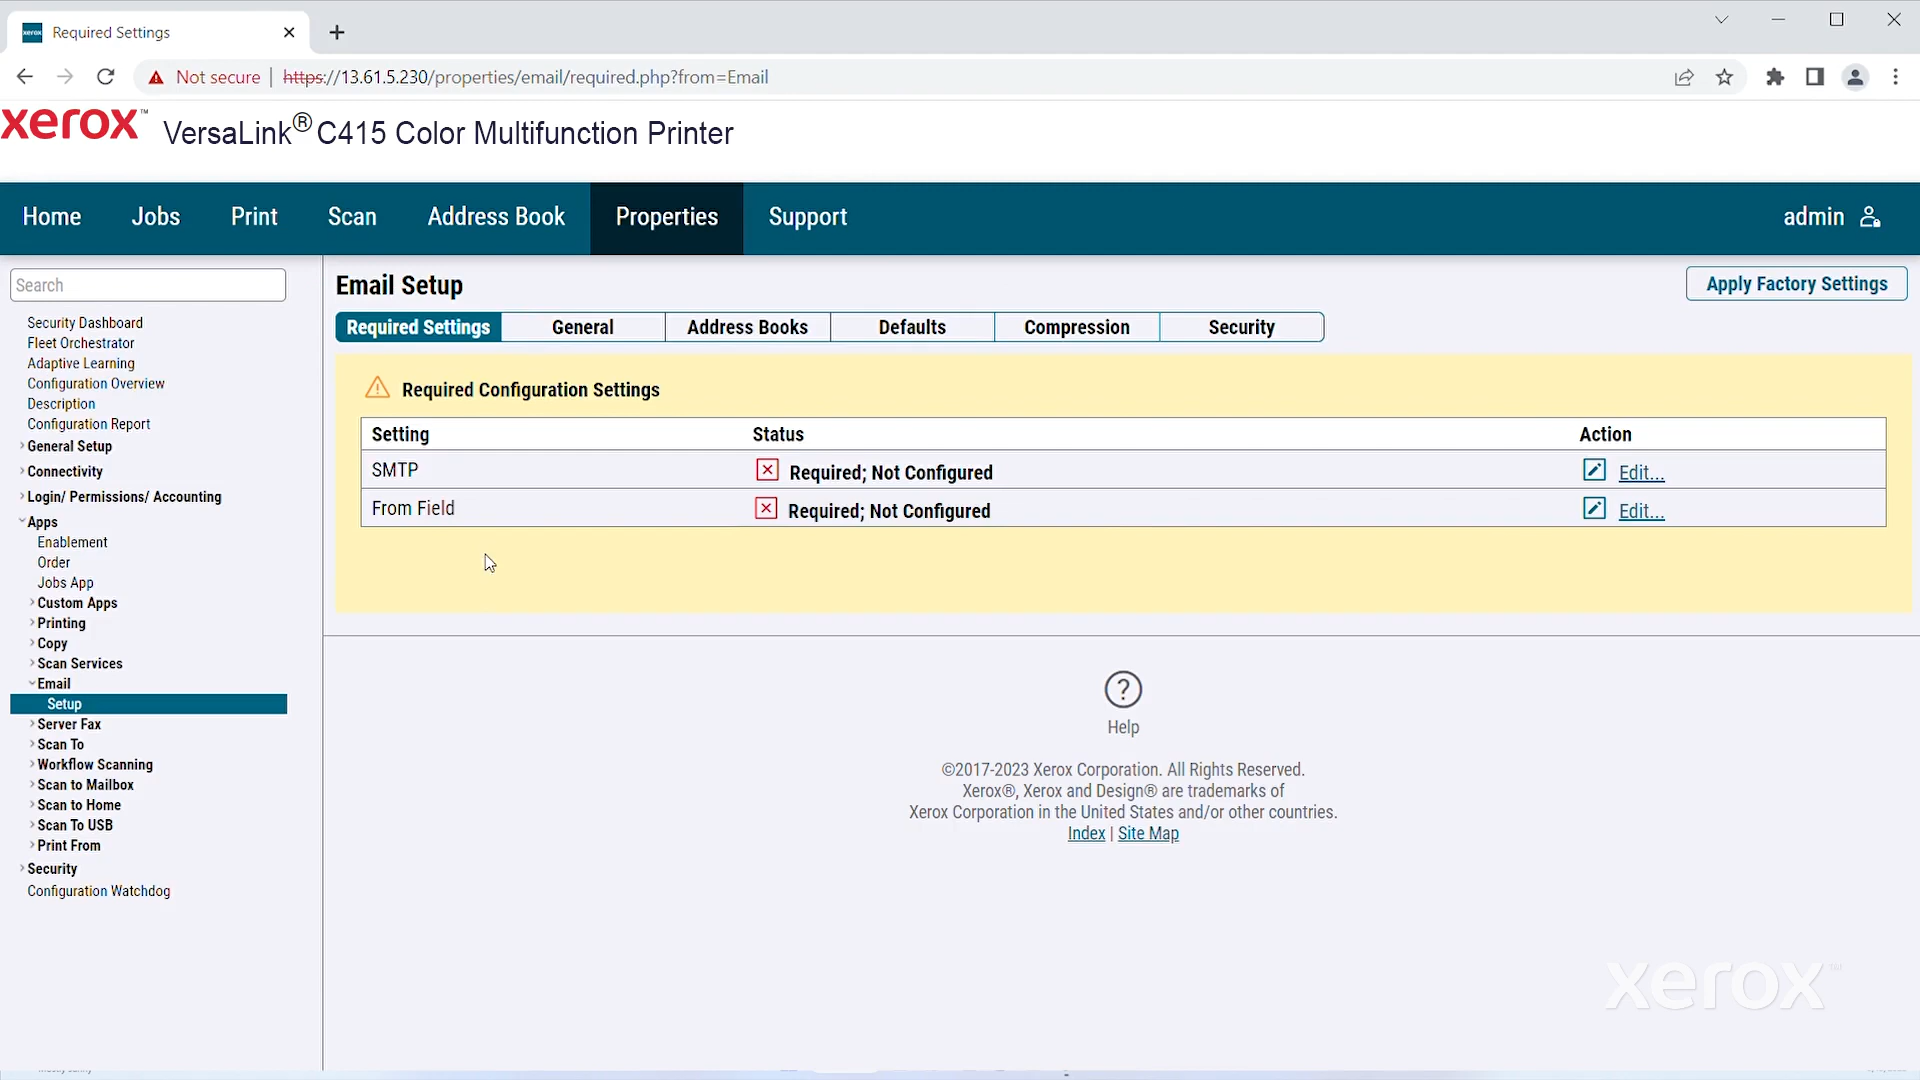 xerox Required Settings
Not secure | https://13.61.5.230/properties/email/required.php?from=Email
xerox™ VersaLink® C415 Color Multifunction Printer
Home Jobs Print Scan Address Book Properties Support admin
Search
Security Dashboard
Fleet Orchestrator
Adaptive Learning
Configuration Overview
Description
Configuration Report
General Setup
Connectivity
Login/ Permissions/ Accounting
Apps
Enablement
Order
Jobs App
Custom Apps
Printing
Copy
Scan Services
Email
Setup
Server Fax
Scan To
Workflow Scanning
Scan to Mailbox
Scan to Home
Scan To USB
Print From
Security
Configuration Watchdog
Email Setup
Apply Factory Settings
Required Settings General Address Books Defaults Compression Security
Required Configuration Settings
Setting Status Action
SMTP Required; Not Configured Edit...
From Field Required; Not Configured Edit...
Help
©2017-2023 Xerox Corporation. All Rights Reserved.
Xerox®, Xerox and Design® are trademarks of
Xerox Corporation in the United States and/or other countries.
Index | Site Map
xerox™